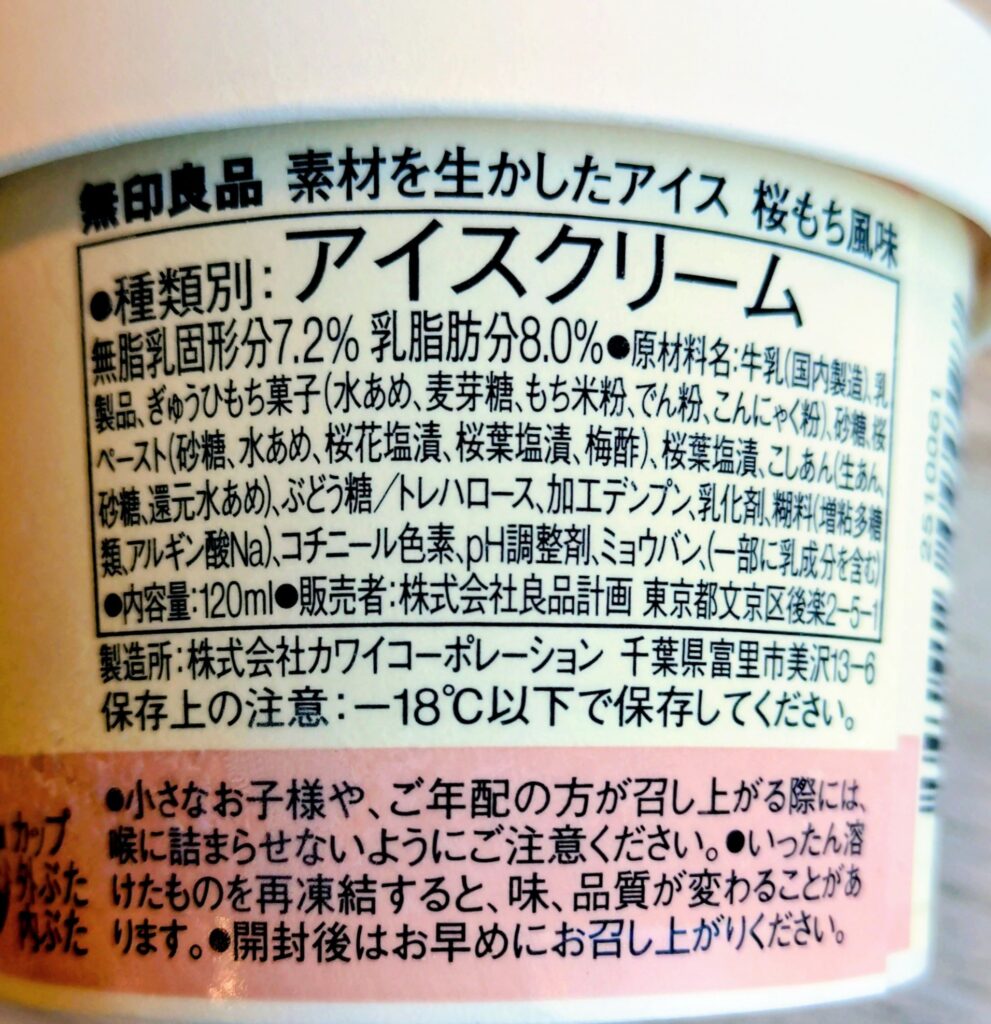 無印良品 素材を生かしたアイス 桜もち風味
●種類別:アイスクリーム
無脂乳固形分7.2% 乳脂肪分8.0%●原材料名:牛乳(国内製造)、乳
製品、ぎゅうひもち菓子(水あめ、麦芽糖、もち米粉、でん粉、こんにゃく粉)、砂糖、桜
ペースト(砂糖、水あめ、桜花塩漬、桜葉塩漬、梅酢)、桜葉塩漬、こしあん(生あん、
砂糖、還元水あめ)、ぶどう糖/トレハロース、加工デンプン、乳化剤、糊料(増粘多糖
類、アルギン酸Na)、コチニール色素、pH調整剤、ミョウバン、(一部に乳成分を含む)
●内容量:120ml●販売者:株式会社良品計画 東京都文京区後楽2-5-1
製造所:株式会社カワイコーポレーション 千葉県富里市美沢13-6
保存上の注意:-18℃以下で保存してください。
●小さなお子様や、ご年配の方が召し上がる際には、
喉に詰まらせないようにご注意ください。●いったん溶
けたものを再凍結すると、味、品質が変わることがあ
ります。●開封後はお早めにお召し上がりください。
カップ
外ぶた
内ぶた